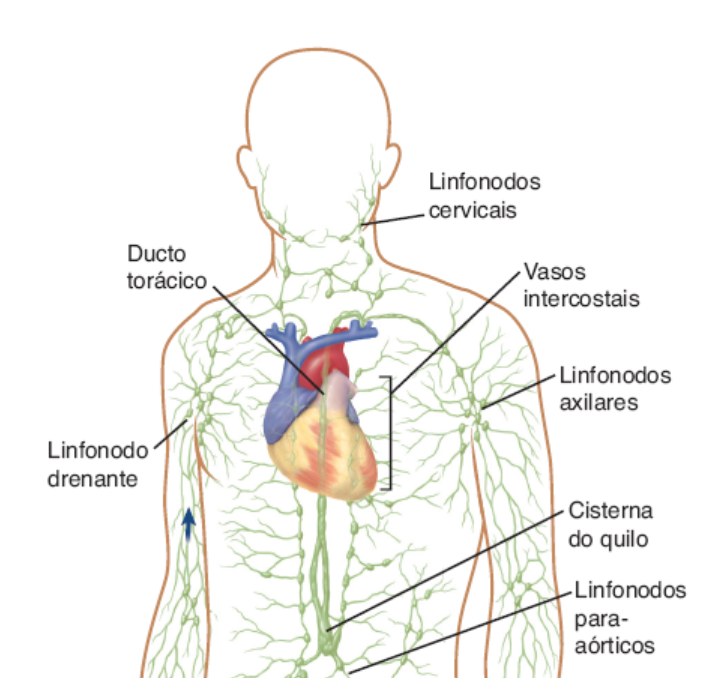 Linfonodos
cervicais
Ducto
torácico
Vasos
intercostais
Linfonodos
axilares
Linfonodo
drenante
Cisterna
do quilo
Linfonodos
para-
aórticos